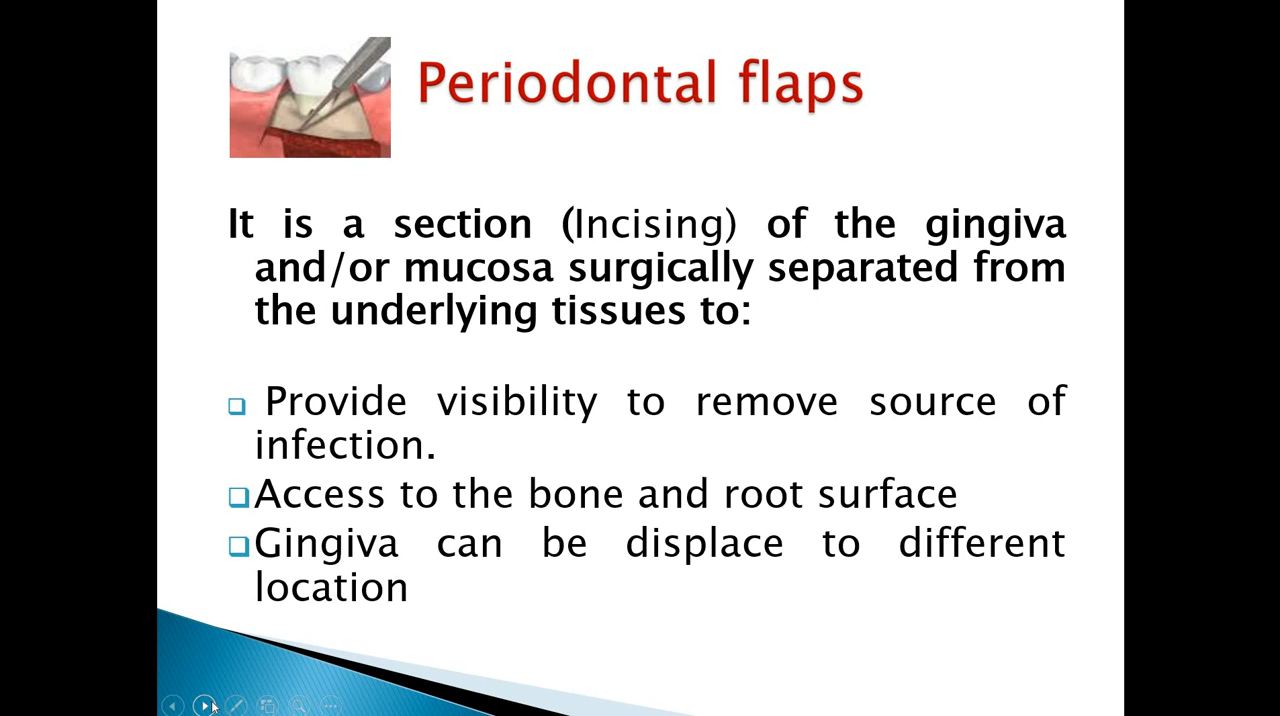 Periodontal flaps
It is a section (Incising) of the gingiva
and/or mucosa surgically separated from
the underlying tissues to:
Provide visibility to remove source of
infection.
Access to the bone and root surface
Gingiva can be displace to different
location